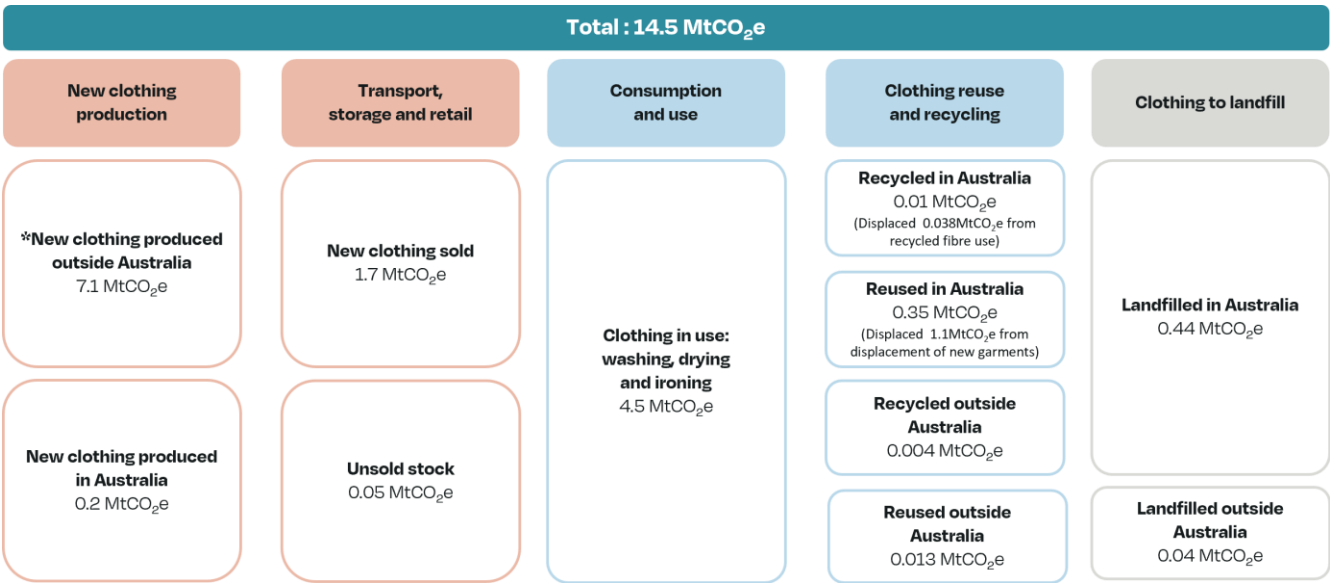 Total : 14.5 MtCO₂e
New clothing
production
Transport,
storage and retail
Consumption
and use
Clothing reuse
and recycling
Clothing to landfill
*New clothing produced
outside Australia
7.1 MtCO₂e
New clothing produced
in Australia
0.2 MtCO₂e
New clothing sold
1.7 MtCO₂e
Unsold stock
0.05 MtCO₂e
Clothing in use:
washing, drying
and ironing
4.5 MtCO₂e
Recycled in Australia
0.01 MtCO₂e
(Displaced 0.038MtCO₂e from
recycled fibre use)
Reused in Australia
0.35 MtCO₂e
(Displaced 1.1MtCO₂e from
displacement of new garments)
Recycled outside
Australia
0.004 MtCO₂e
Reused outside
Australia
0.013 MtCO₂e
Landfilled in Australia
0.44 MtCO₂e
Landfilled outside
Australia
0.04 MtCO₂e